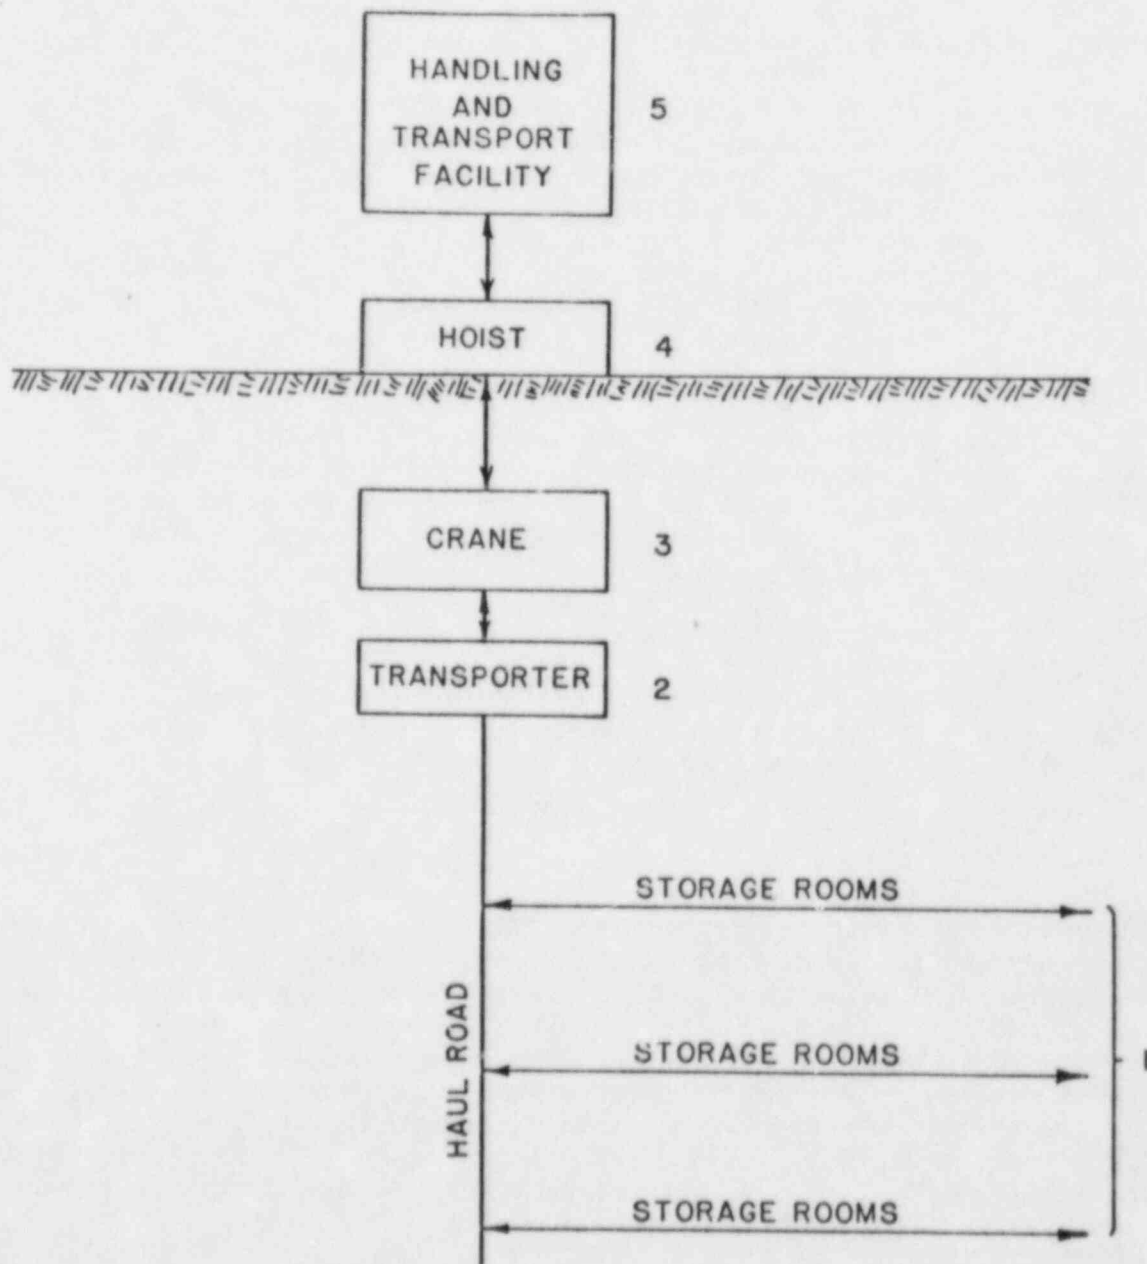 HANDLING
AND
TRANSPORT
FACILITY
5
HOIST
4
CRANE
3
TRANSPORTER
2
STORAGE ROOMS
HAUL ROAD
STORAGE ROOMS
STORAGE ROOMS